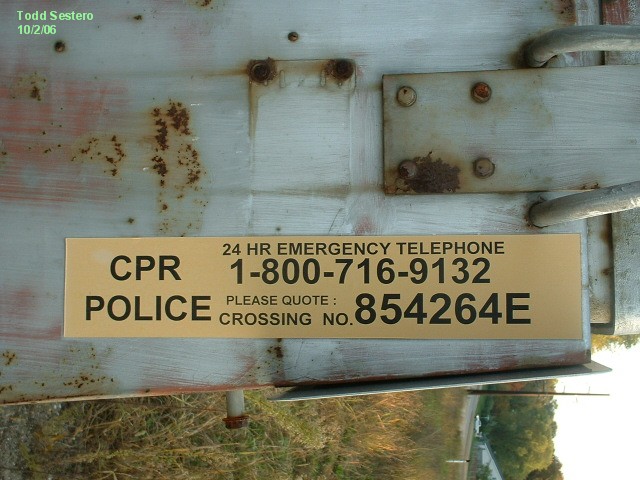 Todd Sestero
10/2/06
CPR
POLICE
24 HR EMERGENCY TELEPHONE
1-800-716-9132
PLEASE QUOTE :
CROSSING NO. 854264E